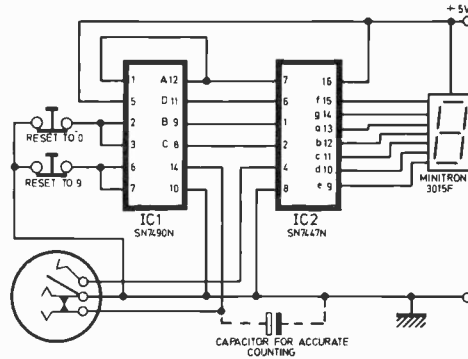 +5V
1 A 12 7 16
5 D 11 6 f 15
g 14
2 B 9 1 a 13
b 12
3 C 8 2 c 11
RESET TO 0
6 14 4 d 10
7 10 8 e 9
RESET TO 9
MINITRON
3015F
IC1 IC2
SN7490N SN7447N
CAPACITOR FOR ACCURATE
COUNTING